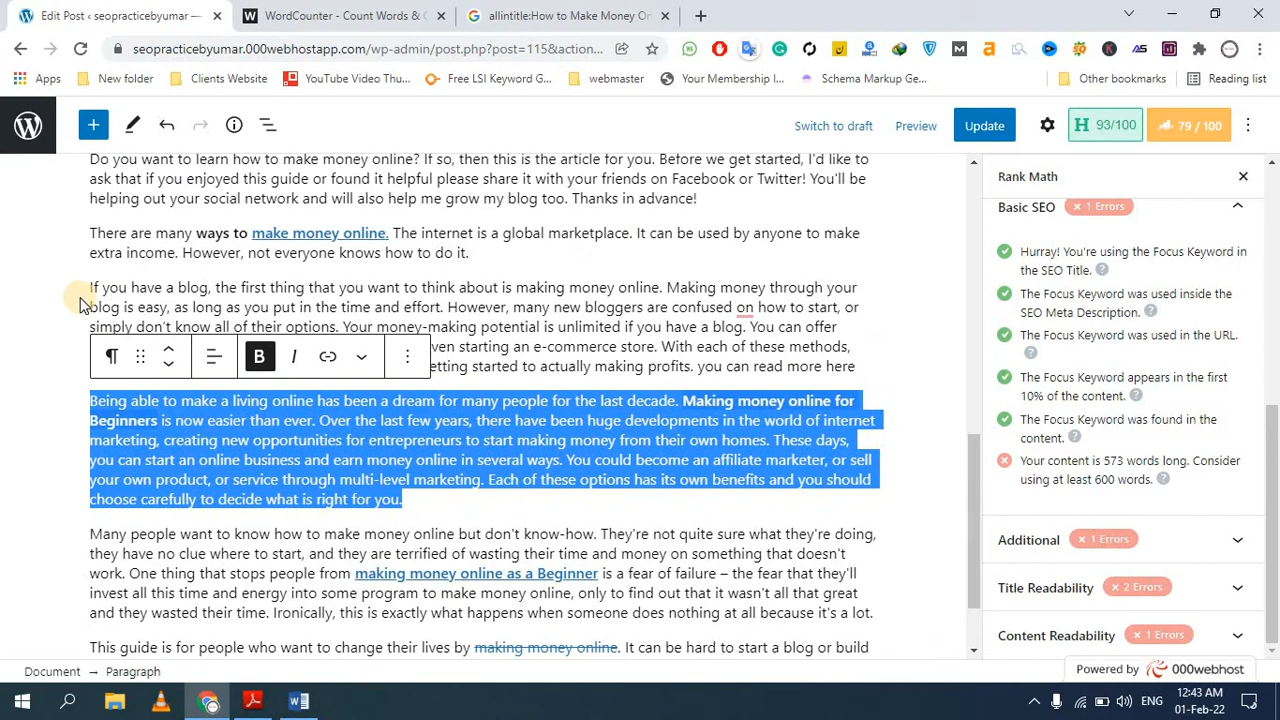 Edit Post ‹ seopracticebyumar — ×
WordCounter - Count Words & C ×
allintitle:How to Make Money On ×
seopracticebyumar.000webhostapp.com/wp-admin/post.php?post=115&action...
Apps
New folder
Clients Website
YouTube Video Thu...
Free LSI Keyword G...
webmaster
Your Membership I...
Schema Markup Ge...
Other bookmarks
Reading list
Switch to draft
Preview
Update
H 93/100
79 / 100
Do you want to learn how to make money online? If so, then this is the article for you. Before we get started, I'd like to
ask that if you enjoyed this guide or found it helpful please share it with your friends on Facebook or Twitter! You'll be
helping out your social network and will also help me grow my blog too. Thanks in advance!
There are many ways to make money online. The internet is a global marketplace. It can be used by anyone to make
extra income. However, not everyone knows how to do it.
If you have a blog, the first thing that you want to think about is making money online. Making money through your
blog is easy, as long as you put in the time and effort. However, many new bloggers are confused on how to start, or
simply don't know all of their options. Your money-making potential is unlimited if you have a blog. You can offer
ven starting an e-commerce store. With each of these methods,
etting started to actually making profits. you can read more here
B I
Being able to make a living online has been a dream for many people for the last decade. Making money online for
Beginners is now easier than ever. Over the last few years, there have been huge developments in the world of internet
marketing, creating new opportunities for entrepreneurs to start making money from their own homes. These days,
you can start an online business and earn money online in several ways. You could become an affiliate marketer, or sell
your own product, or service through multi-level marketing. Each of these options has its own benefits and you should
choose carefully to decide what is right for you.
Many people want to know how to make money online but don't know-how. They're not quite sure what they're doing,
they have no clue where to start, and they are terrified of wasting their time and money on something that doesn't
work. One thing that stops people from making money online as a Beginner is a fear of failure – the fear that they'll
invest all this time and energy into some program to make money online, only to find out that it wasn't all that great
and they wasted their time. Ironically, this is exactly what happens when someone does nothing at all because it's a lot.
This guide is for people who want to change their lives by making money online. It can be hard to start a blog or build
Rank Math
Basic SEO × 1 Errors
Hurray! You're using the Focus Keyword in
the SEO Title.
The Focus Keyword was used inside the
SEO Meta Description.
The Focus Keyword was used in the URL.
The Focus Keyword appears in the first
10% of the content.
The Focus Keyword was found in the
content.
Your content is 573 words long. Consider
using at least 600 words.
Additional × 1 Errors
Title Readability × 2 Errors
Content Readability × 1 Errors
Powered by 000webhost
Document → Paragraph
ENG
12:43 AM
01-Feb-22